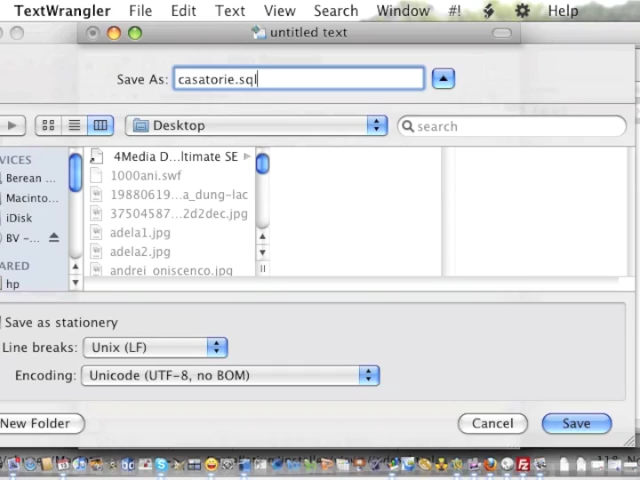 TextWrangler File Edit Text View Search Window #! Help
untitled text
Save As: casatorie.sql
Desktop search
VICES
Berean ...
Macinto...
iDisk
BV -...
ARED
hp
4Media D...ltimate SE
1000ani.swf
19880619...a_dung-lac
37504587...2d2dec.jpg
adela1.jpg
adela2.jpg
andrei_oniscenco.jpg
Save as stationery
Line breaks: Unix (LF)
Encoding: Unicode (UTF-8, no BOM)
New Folder Cancel Save